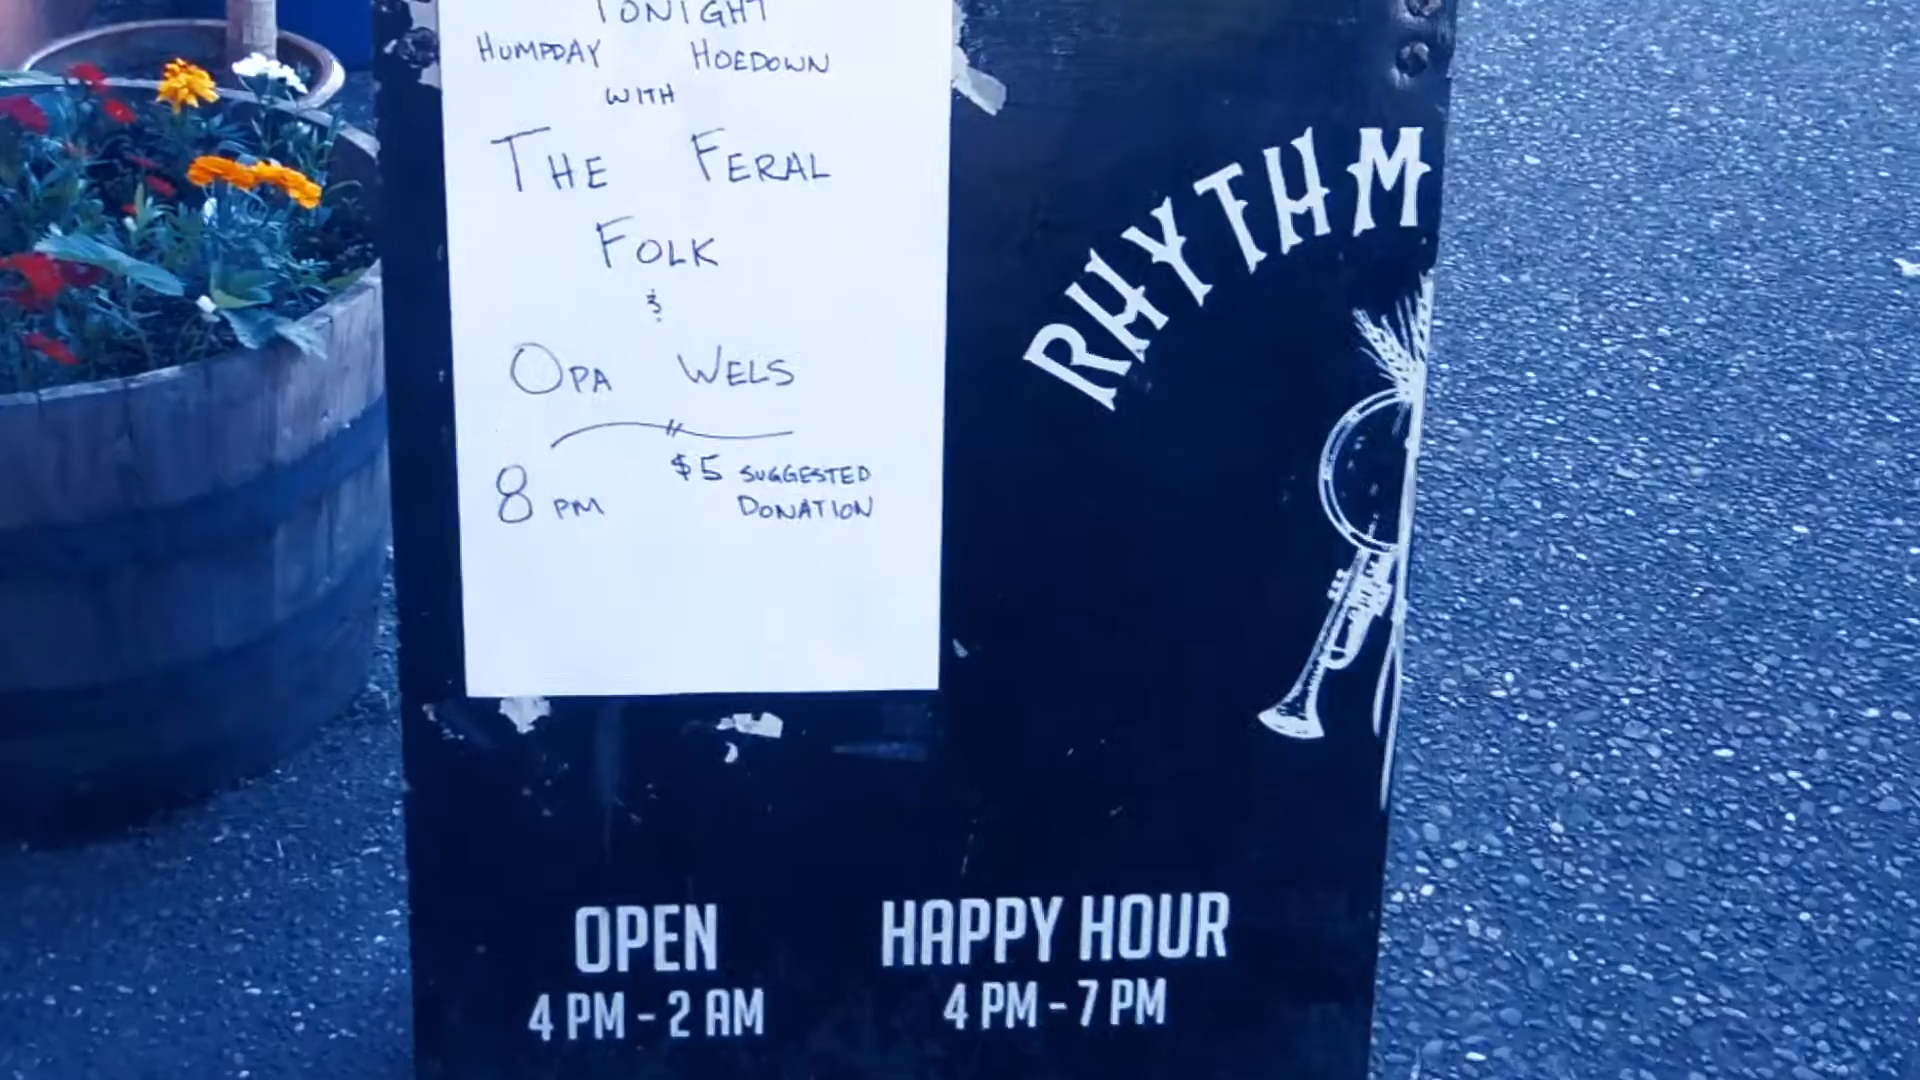 TONIGHT
HUMPDAY HOEDOWN
WITH
THE FERAL
FOLK
&
OPA WELS
8 PM
$5 SUGGESTED
DONATION
RHYTHM
OPEN
4 PM - 2 AM
HAPPY HOUR
4 PM - 7 PM